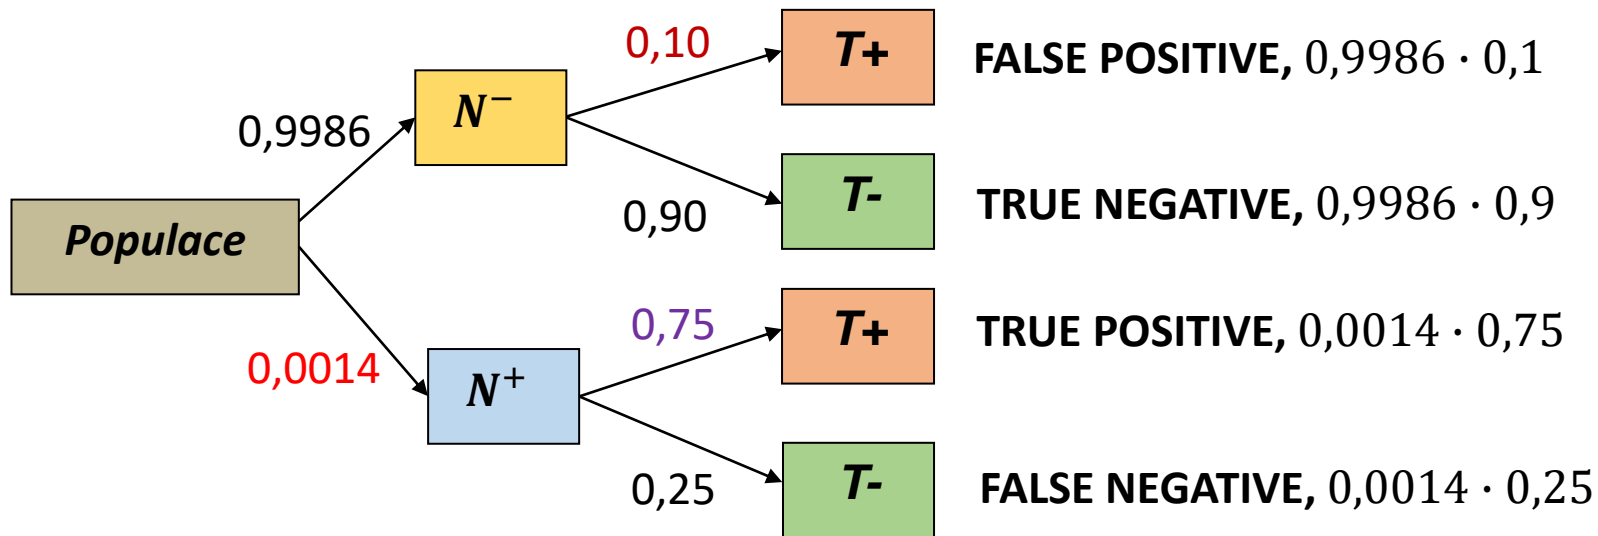 0,10
T+
FALSE POSITIVE, 0,9986 · 0,1
N⁻
0,9986
T-
TRUE NEGATIVE, 0,9986 · 0,9
0,90
Populace
0,75
T+
TRUE POSITIVE, 0,0014 · 0,75
0,0014
N⁺
T-
FALSE NEGATIVE, 0,0014 · 0,25
0,25